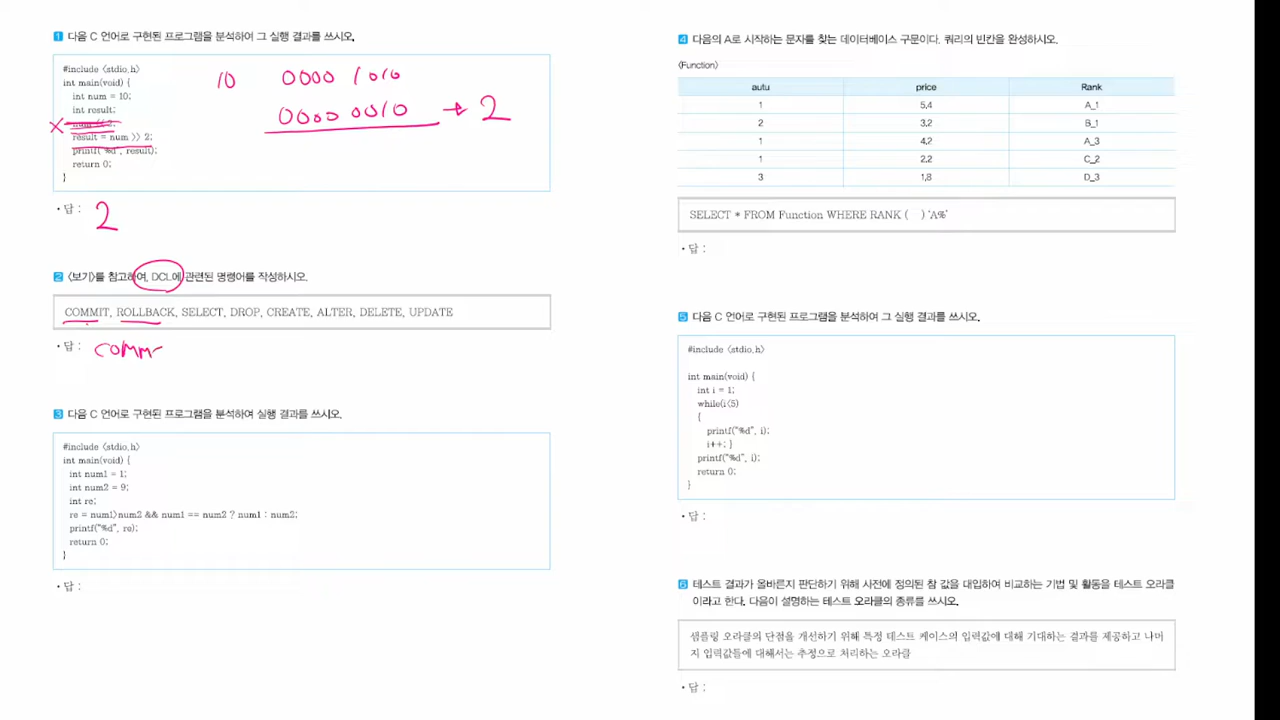 1 다음 C 언어로 구현된 프로그램을 분석하여 그 실행 결과를 쓰시오.
#include <stdio.h>
int main(void) {
int num = 10;
int result;
num << 2;
result = num >> 2;
printf("%d", result);
return 0;
}
10 0000 1010
0000 0010 → 2
• 답 : 2
2 <보기>를 참고하여, DCL에 관련된 명령어를 작성하시오.
COMMIT, ROLLBACK, SELECT, DROP, CREATE, ALTER, DELETE, UPDATE
• 답 : comm
3 다음 C 언어로 구현된 프로그램을 분석하여 실행 결과를 쓰시오.
#include <stdio.h>
int main(void) {
int num1 = 1;
int num2 = 9;
int re;
re = num1>num2 && num1 == num2 ? num1 : num2;
printf("%d", re);
return 0;
}
• 답 :
4 다음의 A로 시작하는 문자를 찾는 데이터베이스 구문이다. 쿼리의 빈칸을 완성하시오.
<Function>
autu price Rank
1 5,4 A_1
2 3,2 B_1
1 4,2 A_3
1 2,2 C_2
3 1,8 D_3
SELECT * FROM Function WHERE RANK ( ) 'A%'
• 답 :
5 다음 C 언어로 구현된 프로그램을 분석하여 그 실행 결과를 쓰시오.
#include <stdio.h>
int main(void) {
int i = 1;
while(i<5)
{
printf("%d", i);
i++; }
printf("%d", i);
return 0;
}
• 답 :
6 테스트 결과가 올바른지 판단하기 위해 사전에 정의된 참 값을 대입하여 비교하는 기법 및 활동을 테스트 오라클
이라고 한다. 다음이 설명하는 테스트 오라클의 종류를 쓰시오.
샘플링 오라클의 단점을 개선하기 위해 특정 테스트 케이스의 입력값에 대해 기대하는 결과를 제공하고 나머
지 입력값들에 대해서는 추정으로 처리하는 오라클
• 답 :